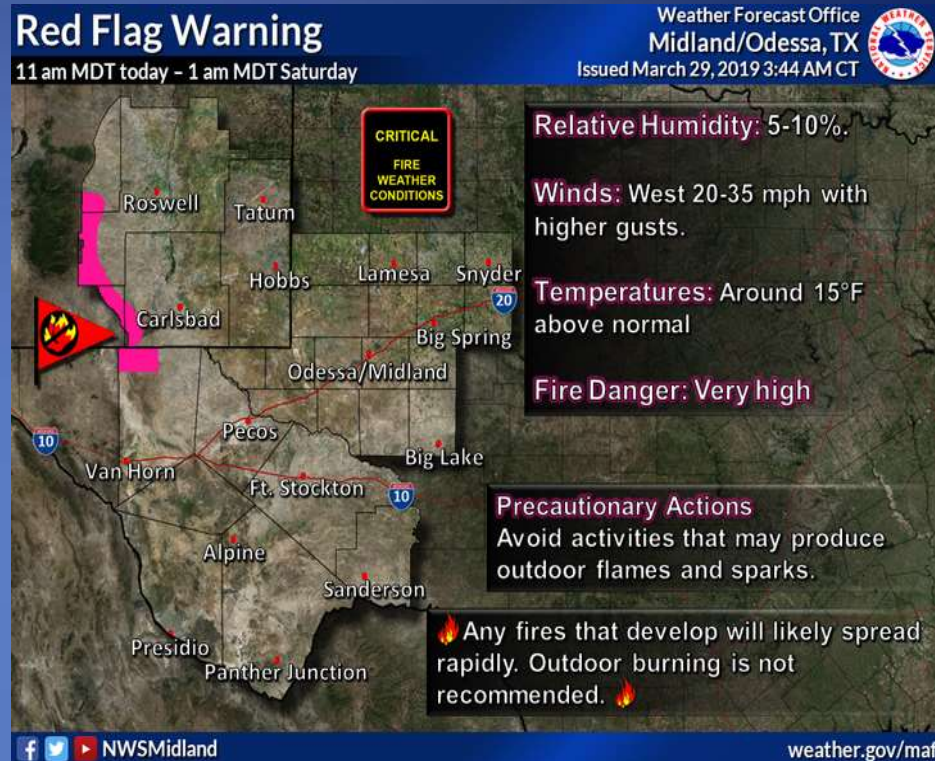 Red Flag Warning
11 am MDT today – 1 am MDT Saturday
Weather Forecast Office
Midland/Odessa, TX
Issued March 29, 2019 3:44 AM CT
NATIONAL WEATHER SERVICE
CRITICAL
FIRE
WEATHER
CONDITIONS
Relative Humidity: 5-10%.
Winds: West 20-35 mph with
higher gusts.
Temperatures: Around 15°F
above normal
Fire Danger: Very high
Roswell
Tatum
Hobbs
Lamesa
Snyder
20
Carlsbad
Big Spring
Odessa/Midland
Pecos
10
Van Horn
Big Lake
Ft. Stockton
10
Alpine
Sanderson
Presidio
Panther Junction
Precautionary Actions
Avoid activities that may produce
outdoor flames and sparks.
Any fires that develop will likely spread
rapidly. Outdoor burning is not
recommended.
NWSMidland
weather.gov/maf